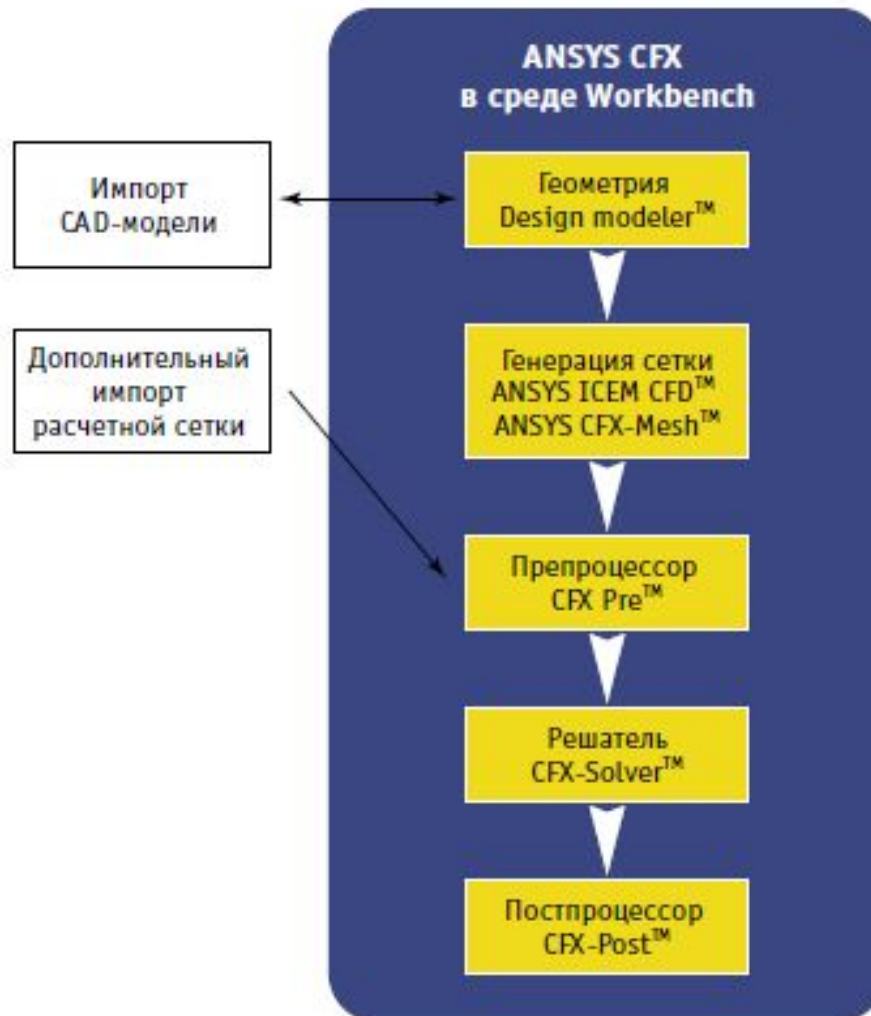 ANSYS CFX
в среде Workbench
Импорт
CAD-модели
Геометрия
Design modeler™
Дополнительный
импорт
расчетной сетки
Генерация сетки
ANSYS ICEM CFD™
ANSYS CFX-Mesh™
Препроцессор
CFX Pre™
Решатель
CFX-Solver™
Постпроцессор
CFX-Post™